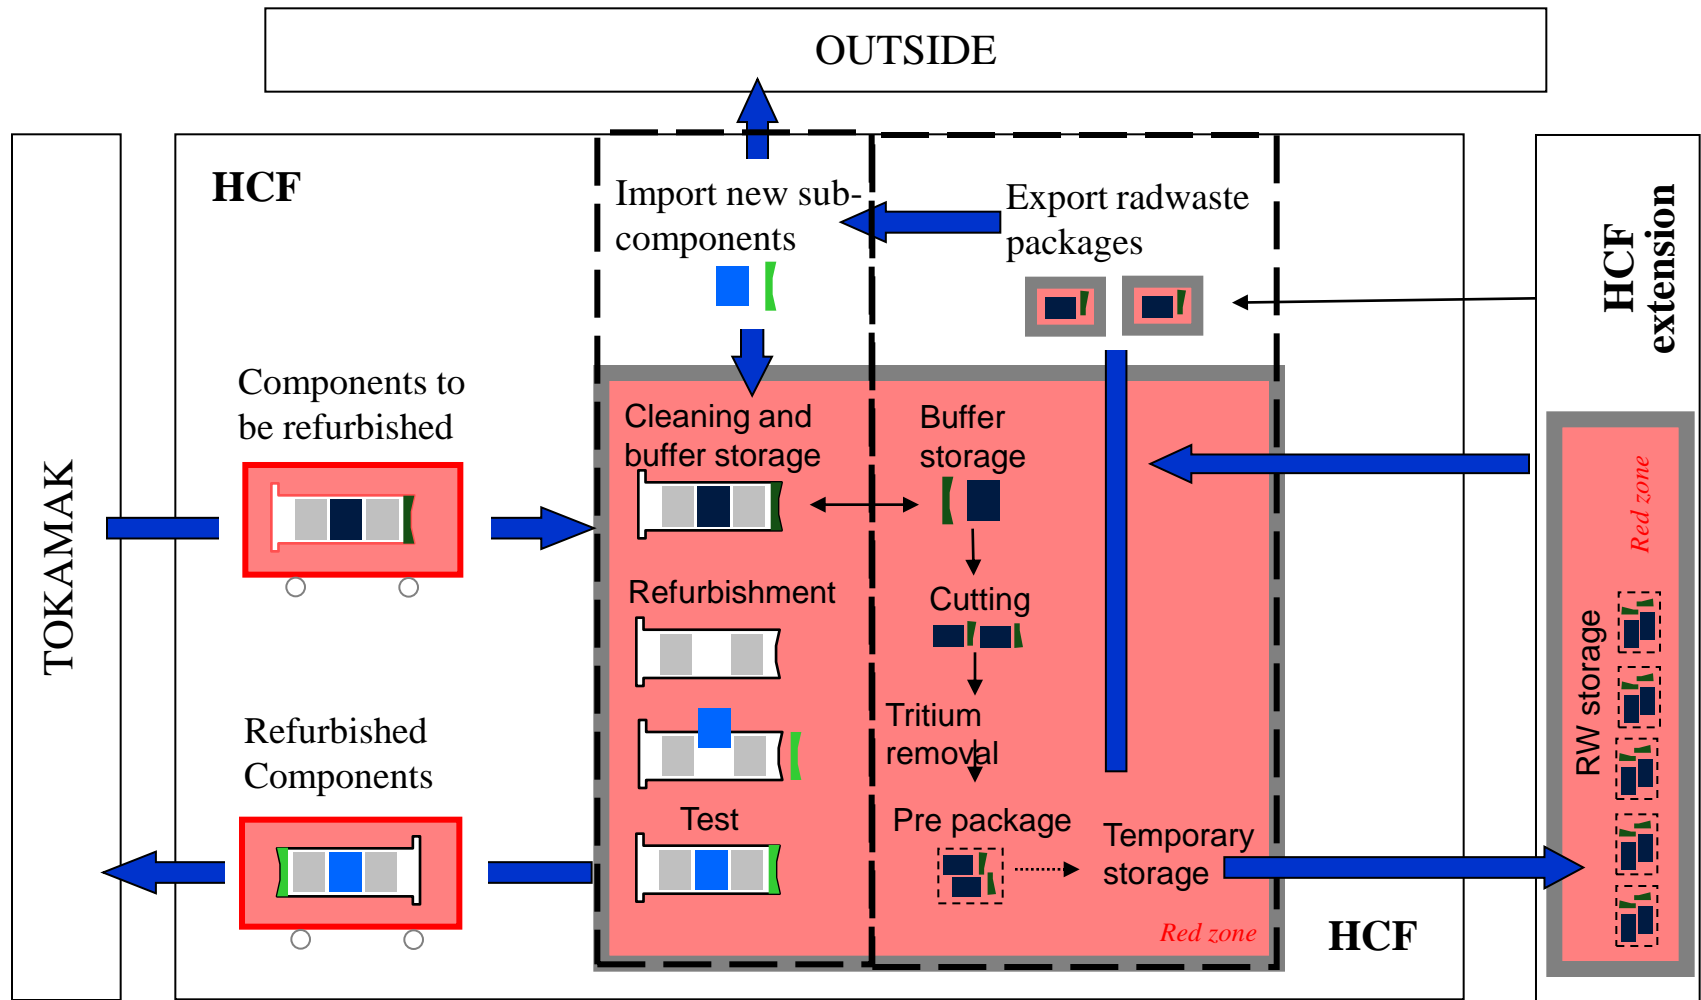 OUTSIDE
HCF
Import new sub-
components
Export radwaste
packages
HCF
extension
TOKAMAK
Components to
be refurbished
Cleaning and
buffer storage
Buffer
storage
Refurbishment
Cutting
Tritium
removal
Refurbished
Components
Test
Pre package
Temporary
storage
Red zone
HCF
Red zone
RW storage